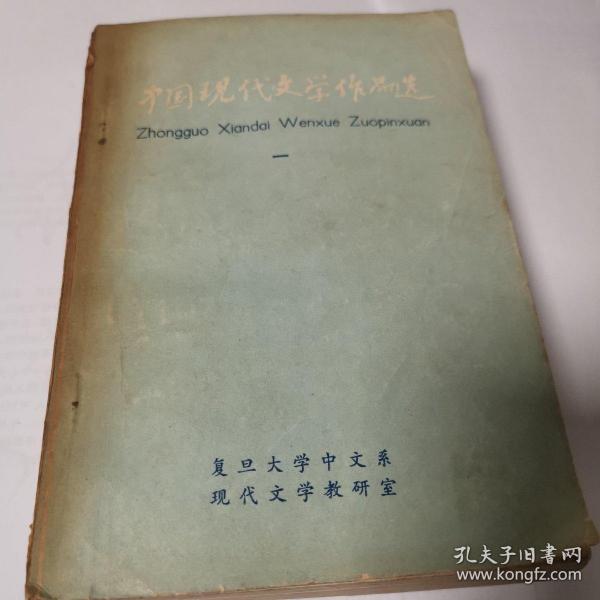 中国现代文学作品选
Zhongguo Xiandai Wenxue Zuopinxuan
一
复旦大学中文系
现代文学教研室
孔夫子旧书网
www.kongfz.com